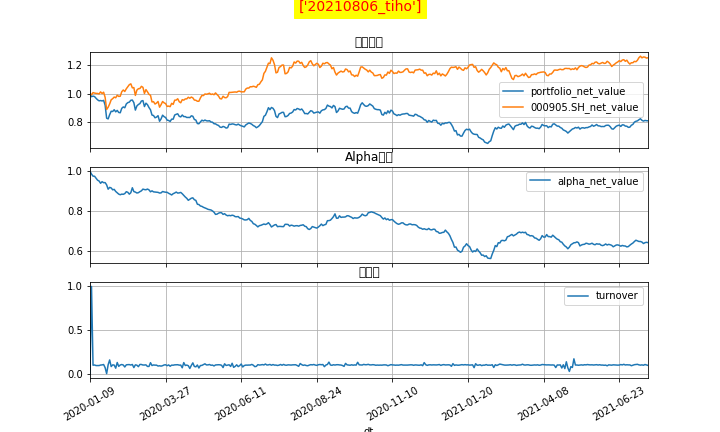 ['20210806_tiho']
1.2
1.0
0.8
portfolio_net_value
000905.SH_net_value
Alpha
1.0
0.8
0.6
alpha_net_value
1.0
0.5
0.0
turnover
2020-01-09
2020-03-27
2020-06-11
2020-08-24
2020-11-10
2021-01-20
2021-04-08
2021-06-23